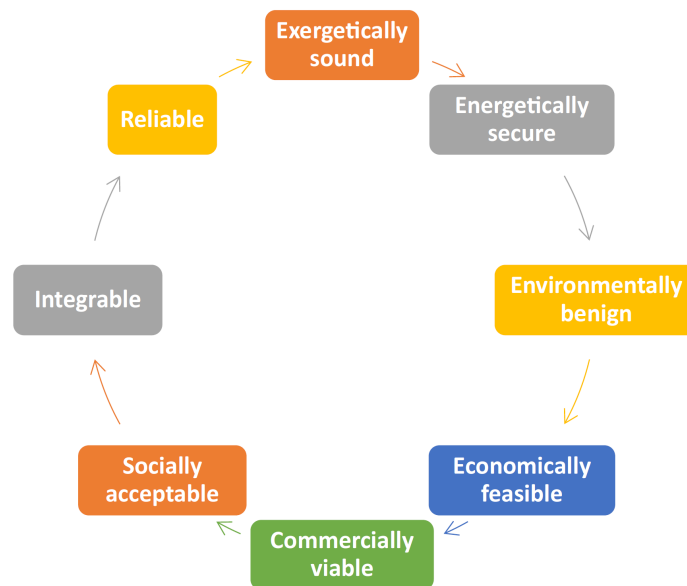 Exergetically
sound
Energetically
secure
Environmentally
benign
Economically
feasible
Commercially
viable
Socially
acceptable
Integrable
Reliable